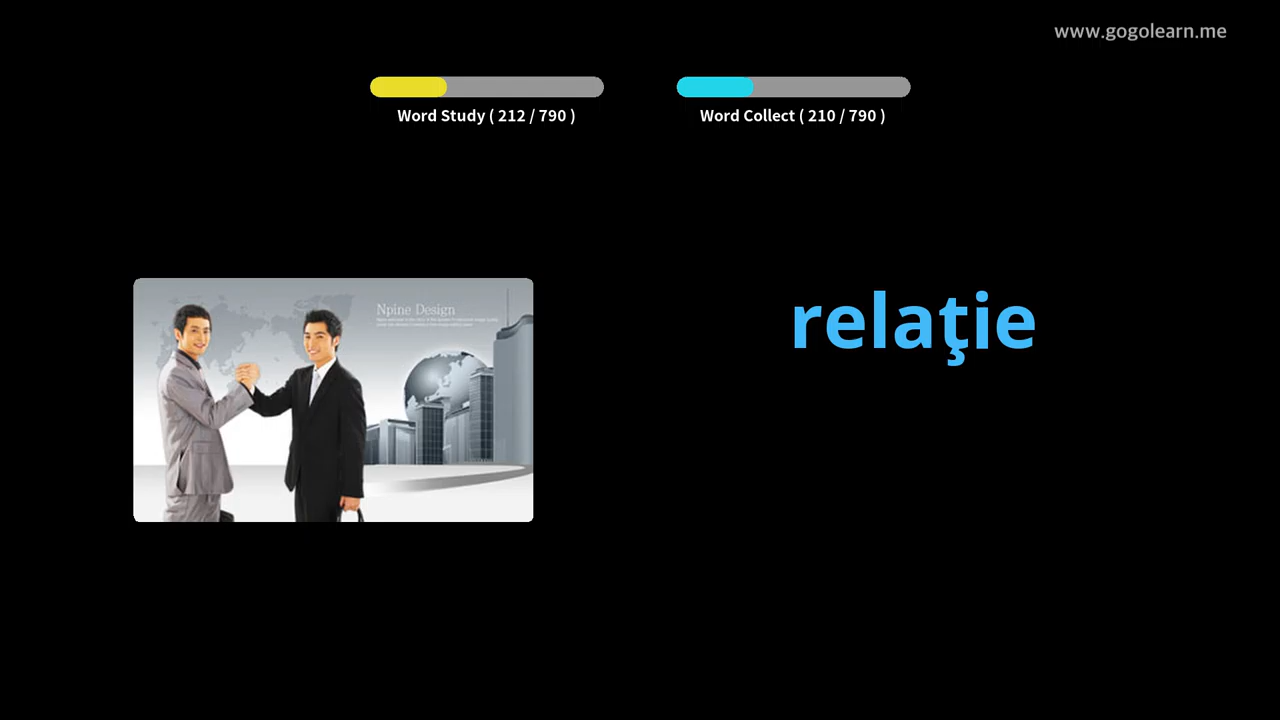 www.gogolearn.me
Word Study ( 212 / 790 )
Word Collect ( 210 / 790 )
Npine Design
relaţie